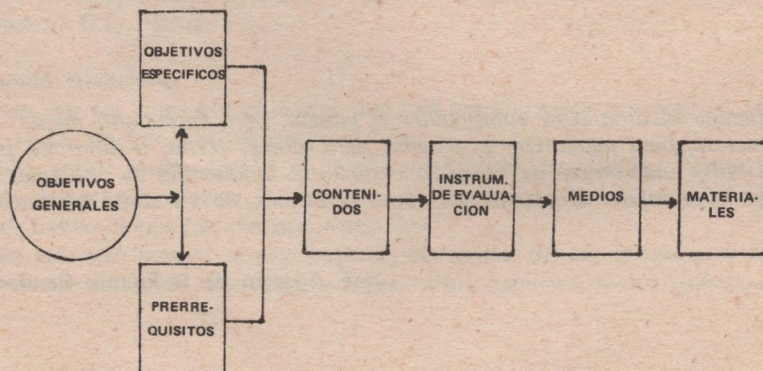 OBJETIVOS
ESPECIFICOS
OBJETIVOS
GENERALES
PRERRE-
QUISITOS
CONTENI-
DOS
INSTRUM.
DE EVALUA-
CION
MEDIOS
MATERIA-
LES